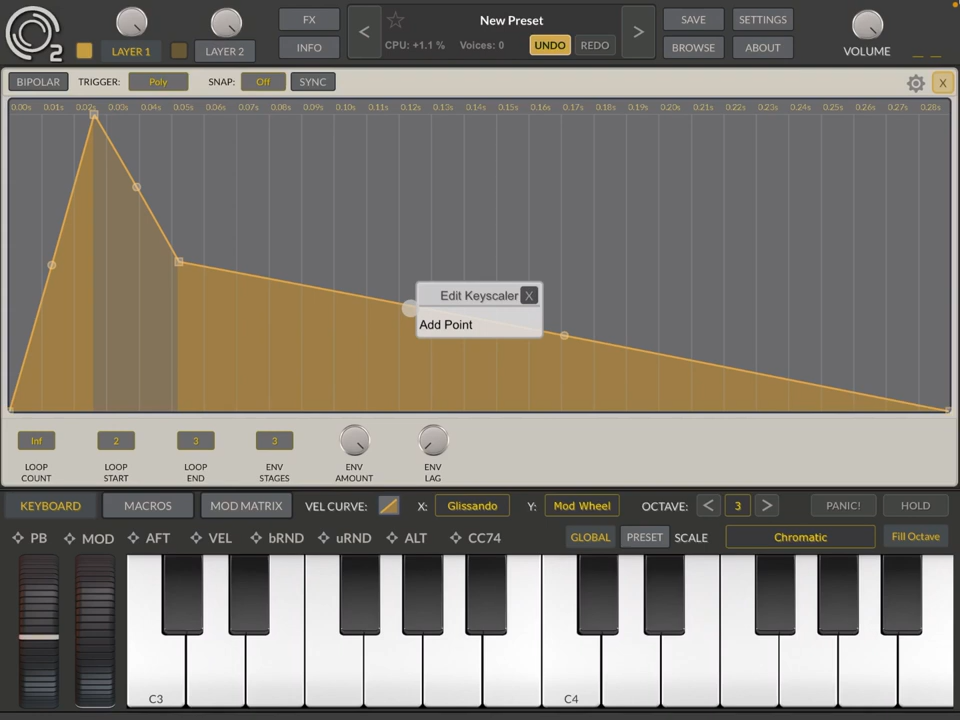 2
LAYER 1
LAYER 2
FX
INFO
<
☆
New Preset
CPU: +1.1 %
Voices: 0
UNDO
REDO
>
SAVE
SETTINGS
BROWSE
ABOUT
VOLUME
BIPOLAR
TRIGGER:
Poly
SNAP:
Off
SYNC
X
0.00s 0.01s 0.02s 0.03s 0.04s 0.05s 0.06s 0.07s 0.08s 0.09s 0.10s 0.11s 0.12s 0.13s 0.14s 0.15s 0.16s 0.17s 0.18s 0.19s 0.20s 0.21s 0.22s 0.23s 0.24s 0.25s 0.26s 0.27s 0.28s
Edit Keyscaler X
Add Point
Inf
2
3
3
LOOP COUNT
LOOP START
LOOP END
ENV STAGES
ENV AMOUNT
ENV LAG
KEYBOARD
MACROS
MOD MATRIX
VEL CURVE:
X: Glissando
Y: Mod Wheel
OCTAVE: < 3 >
PANIC!
HOLD
PB
MOD
AFT
VEL
bRND
uRND
ALT
CC74
GLOBAL
PRESET
SCALE
Chromatic
Fill Octave
C3
C4